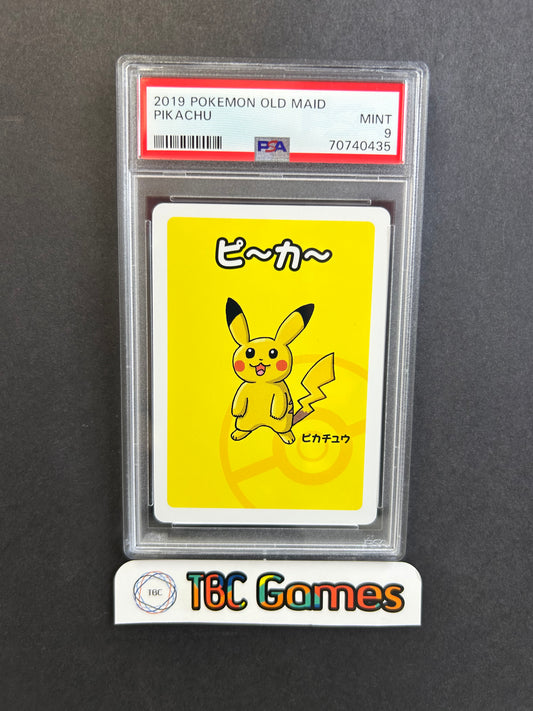 2019 POKEMON OLD MAID
PIKACHU
MINT
9
PSA
70740435
ピ〜カ〜
ピカチュウ
TBC
TBC Games